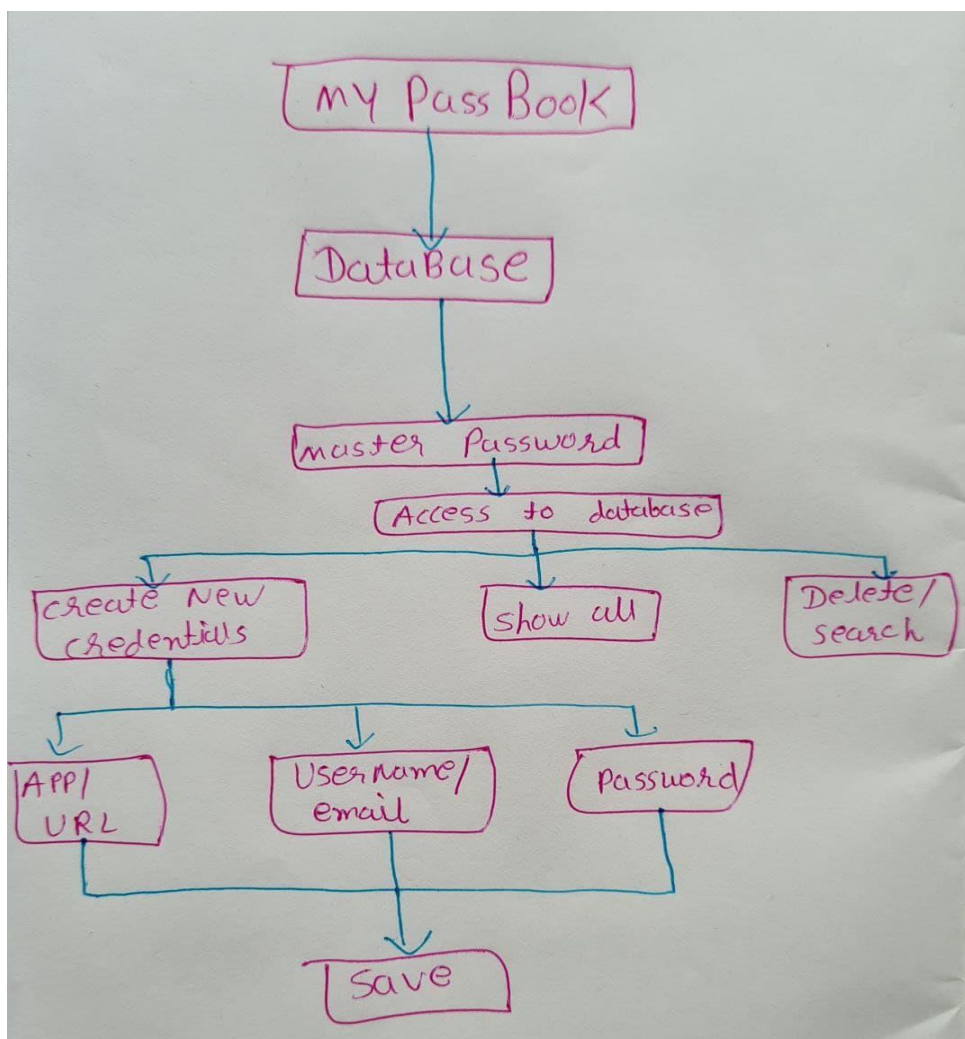 my Pass Book
DataBase
master Password
Access to database
create New
credentials
show all
Delete/
search
APP/
URL
Username/
email
Password
Save